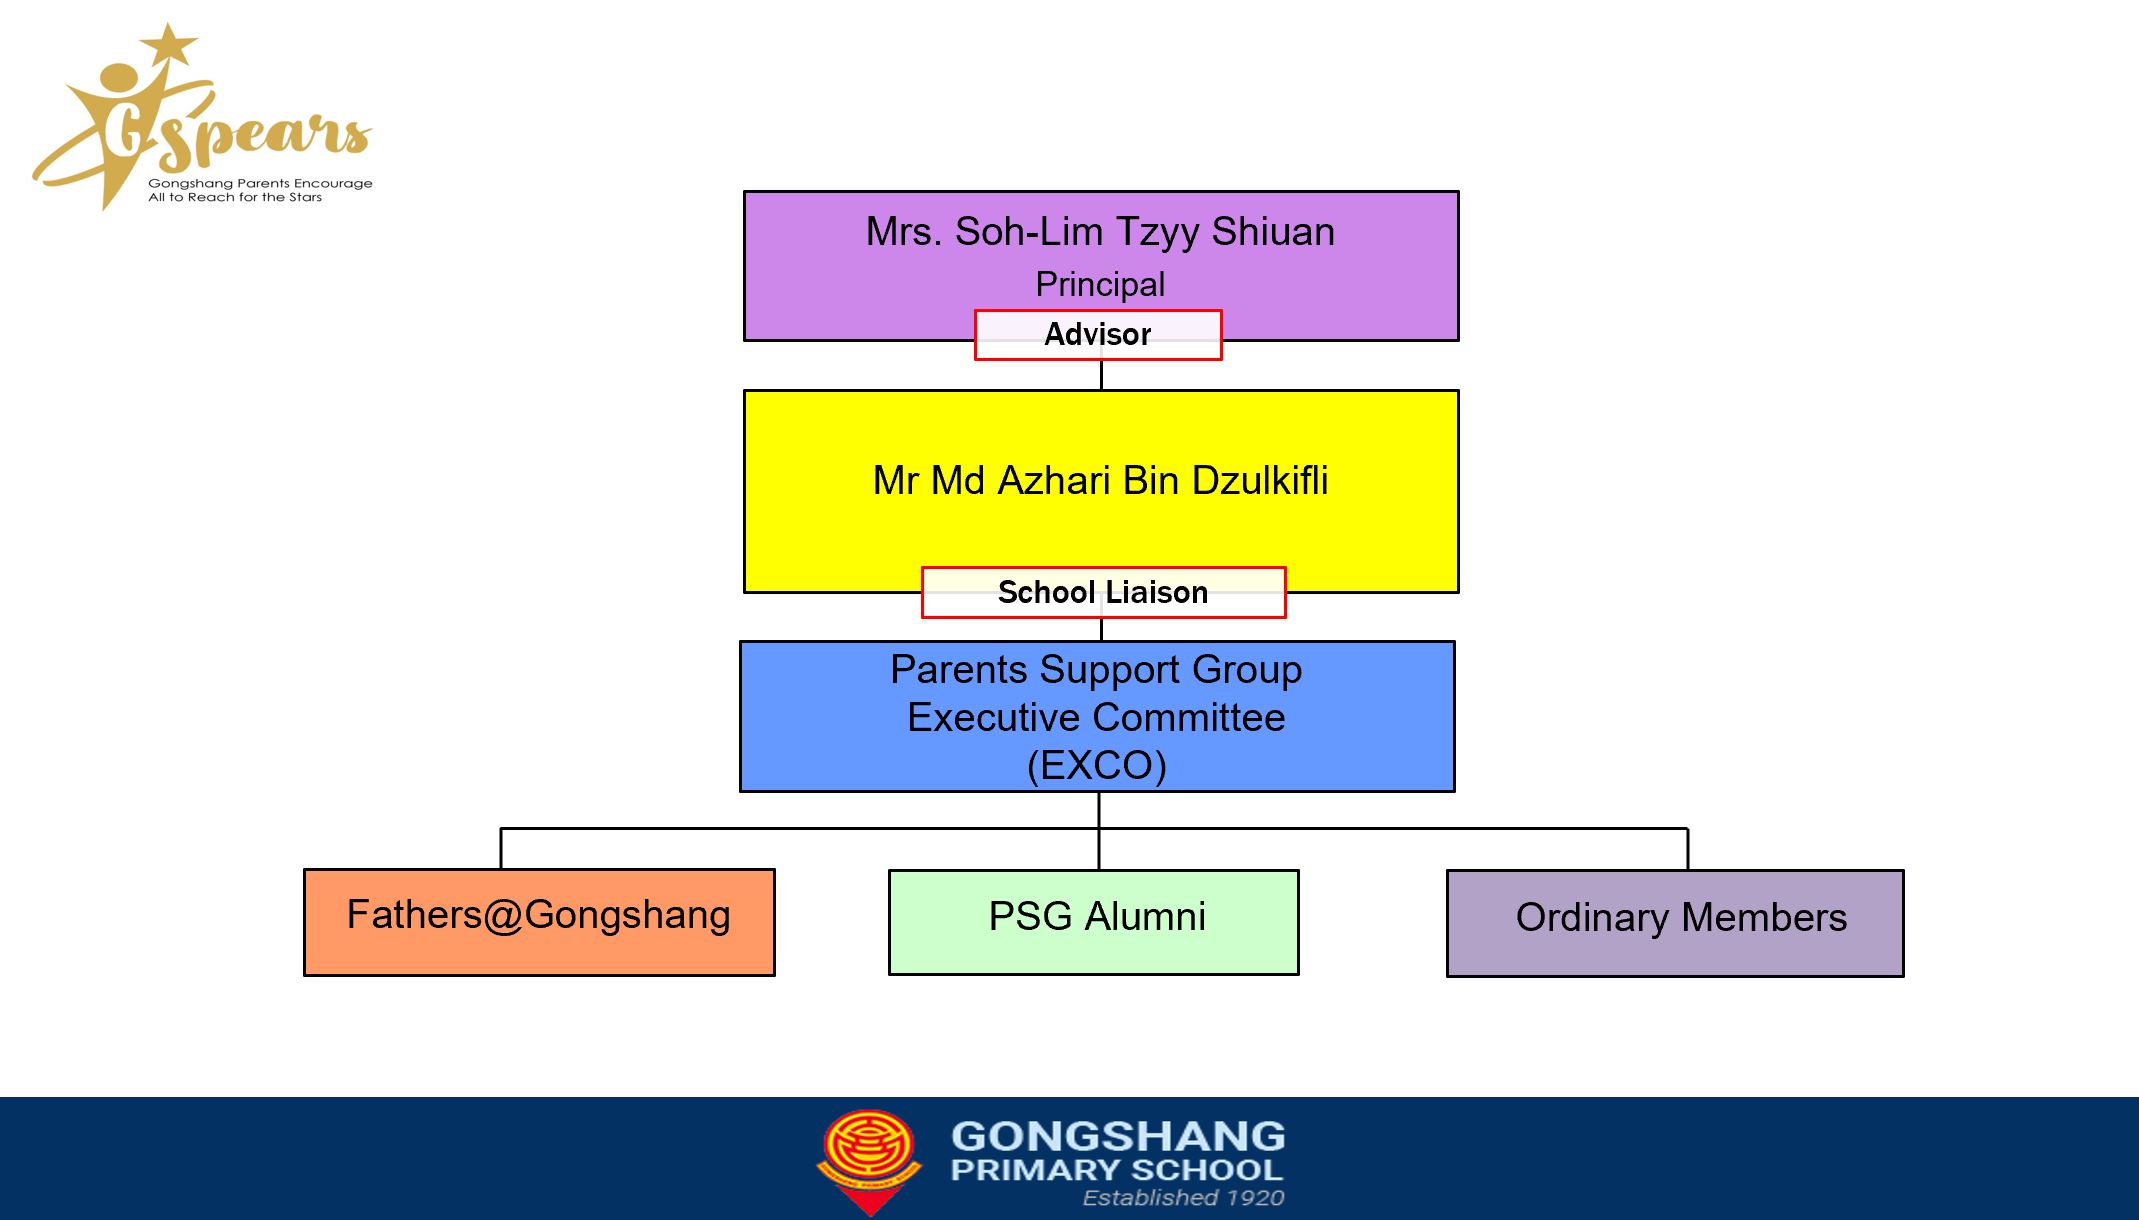 G Spears
Gongshang Parents Encourage
All to Reach for the Stars
Mrs. Soh-Lim Tzyy Shiuan
Principal
Advisor
Mr Md Azhari Bin Dzulkifli
School Liaison
Parents Support Group
Executive Committee
(EXCO)
Fathers@Gongshang
PSG Alumni
Ordinary Members
GONGSHANG
PRIMARY SCHOOL
Established 1920